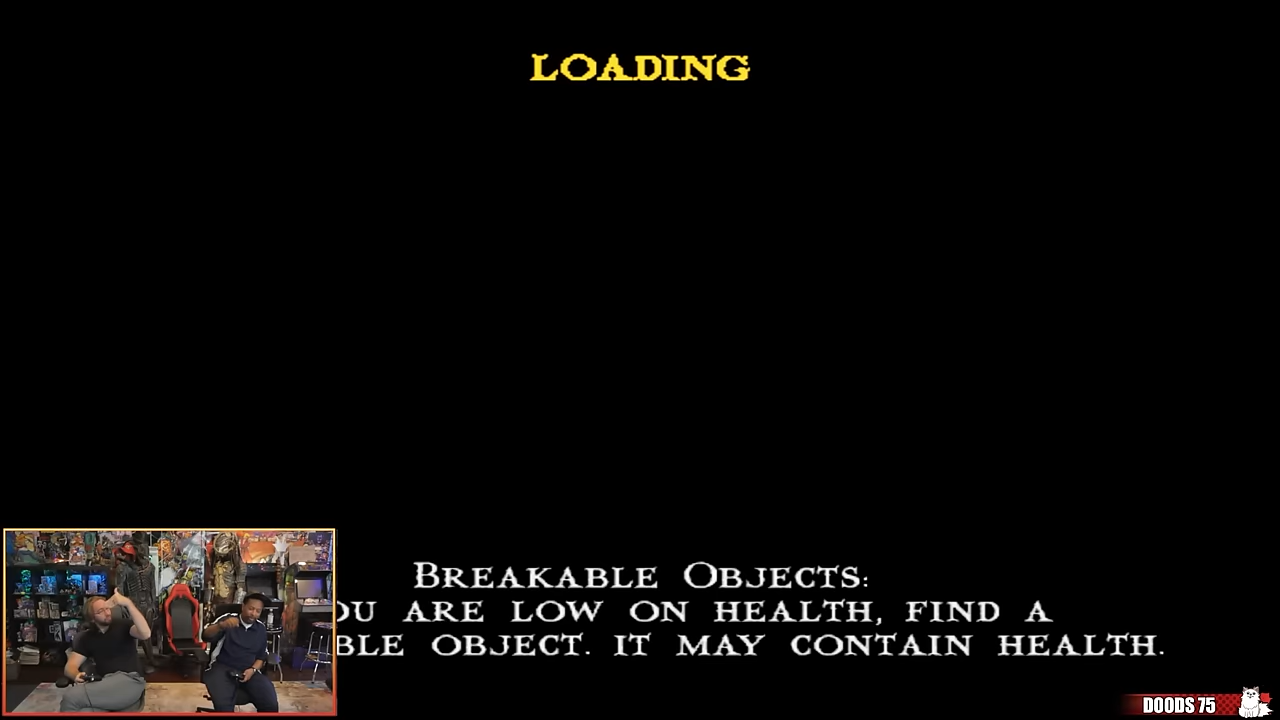 LOADING
BREAKABLE OBJECTS:
OU ARE LOW ON HEALTH, FIND A
BLE OBJECT. IT MAY CONTAIN HEALTH.
DOODS 75